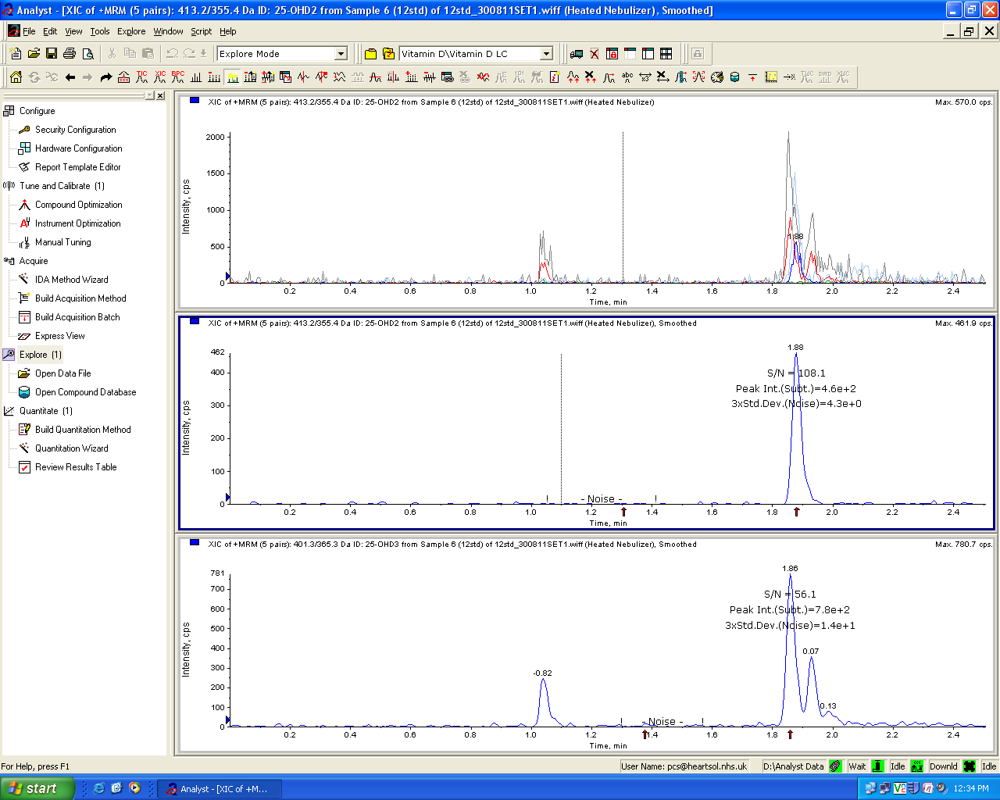 Analyst - [XIC of +MRM (5 pairs): 413.2/355.4 Da ID: 25-OHD2 from Sample 6 (12std) of 12std_300811SET1.wiff (Heated Nebulizer), Smoothed]
File Edit View Tools Explore Window Script Help
Explore Mode Vitamin D\Vitamin D LC
TIC XIC BPC
Configure
Security Configuration
Hardware Configuration
Report Template Editor
Tune and Calibrate (1)
Compound Optimization
Instrument Optimization
Manual Tuning
Acquire
IDA Method Wizard
Build Acquisition Method
Build Acquisition Batch
Express View
Explore (1)
Open Data File
Open Compound Database
Quantitate (1)
Build Quantitation Method
Quantitation Wizard
Review Results Table
XIC of +MRM (5 pairs): 413.2/355.4 Da ID: 25-OHD2 from Sample 6 (12std) of 12std_300811SET1.wiff (Heated Nebulizer) Max. 570.0 cps.
2000
1500
1000
500
0
Intensity, cps
1.88
0.2 0.4 0.6 0.8 1.0 1.2 1.4 1.6 1.8 2.0 2.2 2.4
Time, min
XIC of +MRM (5 pairs): 413.2/355.4 Da ID: 25-OHD2 from Sample 6 (12std) of 12std_300811SET1.wiff (Heated Nebulizer), Smoothed Max. 461.9 cps.
1.88
462
400
300
200
100
0
Intensity, cps
S/N = 108.1
Peak Int.(Subt.)=4.6e+2
3xStd.Dev.(Noise)=4.3e+0
- Noise -
0.2 0.4 0.6 0.8 1.0 1.2 1.4 1.6 1.8 2.0 2.2 2.4
Time, min
XIC of +MRM (5 pairs): 401.3/365.3 Da ID: 25-OHD3 from Sample 6 (12std) of 12std_300811SET1.wiff (Heated Nebulizer), Smoothed Max. 780.7 cps.
1.86
781
700
600
500
400
300
200
100
0
Intensity, cps
S/N = 56.1
Peak Int.(Subt.)=7.8e+2
3xStd.Dev.(Noise)=1.4e+1
0.07
-0.82
0.13
- Noise -
0.2 0.4 0.6 0.8 1.0 1.2 1.4 1.6 1.8 2.0 2.2 2.4
Time, min
For Help, press F1 User Name: pcs@heartsol.nhs.uk D:\Analyst Data Wait Idle Downld Idle
start Analyst - [XIC of +M... 12:34 PM